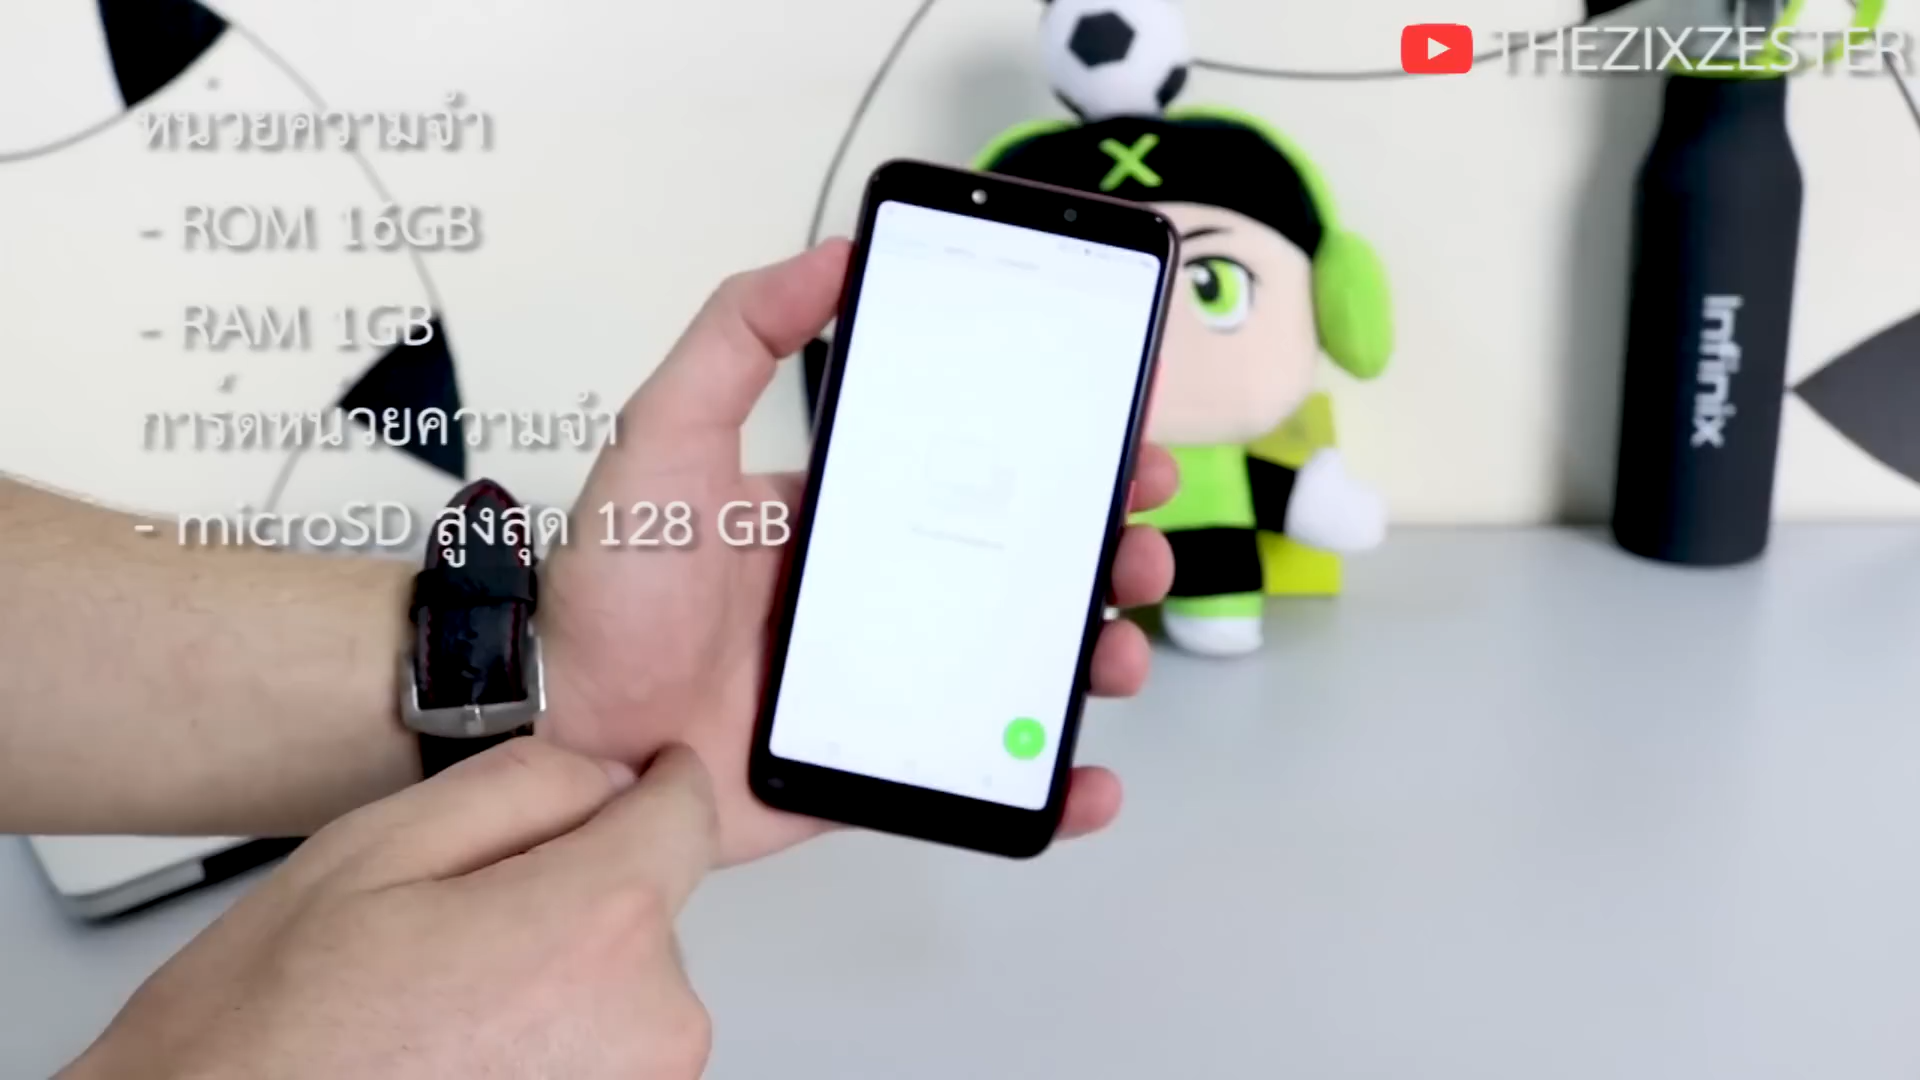 THEZIXZESTER
หน่วยความจำ
- ROM 16GB
- RAM 1GB
การ์ดหน่วยความจำ
- microSD สูงสุด 128 GB
X
Infinix